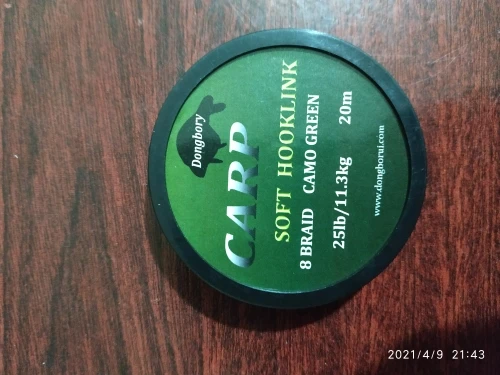 Dongbory
CARP
SOFT HOOKLINK
8 BRAID CAMO GREEN
25lb/11.3kg 20m
www.dongborui.com
2021/4/9 21:43